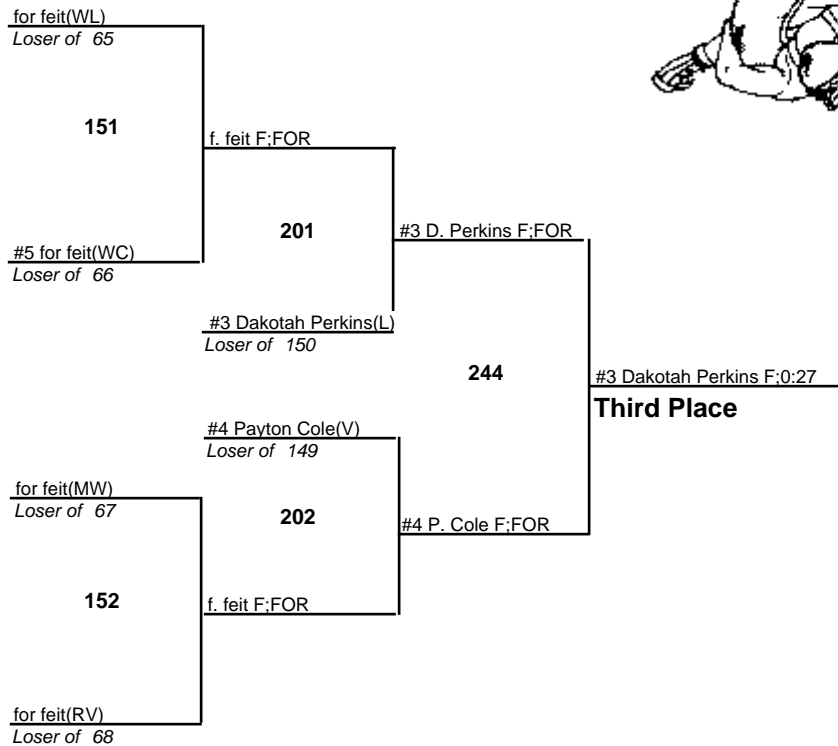 for feit(WL)
Loser of 65
151
f. feit F;FOR
201
#3 D. Perkins F;FOR
#5 for feit(WC)
Loser of 66
#3 Dakotah Perkins(L)
Loser of 150
244
#3 Dakotah Perkins F;0:27
Third Place
#4 Payton Cole(V)
Loser of 149
for feit(MW)
Loser of 67
202
#4 P. Cole F;FOR
152
f. feit F;FOR
for feit(RV)
Loser of 68